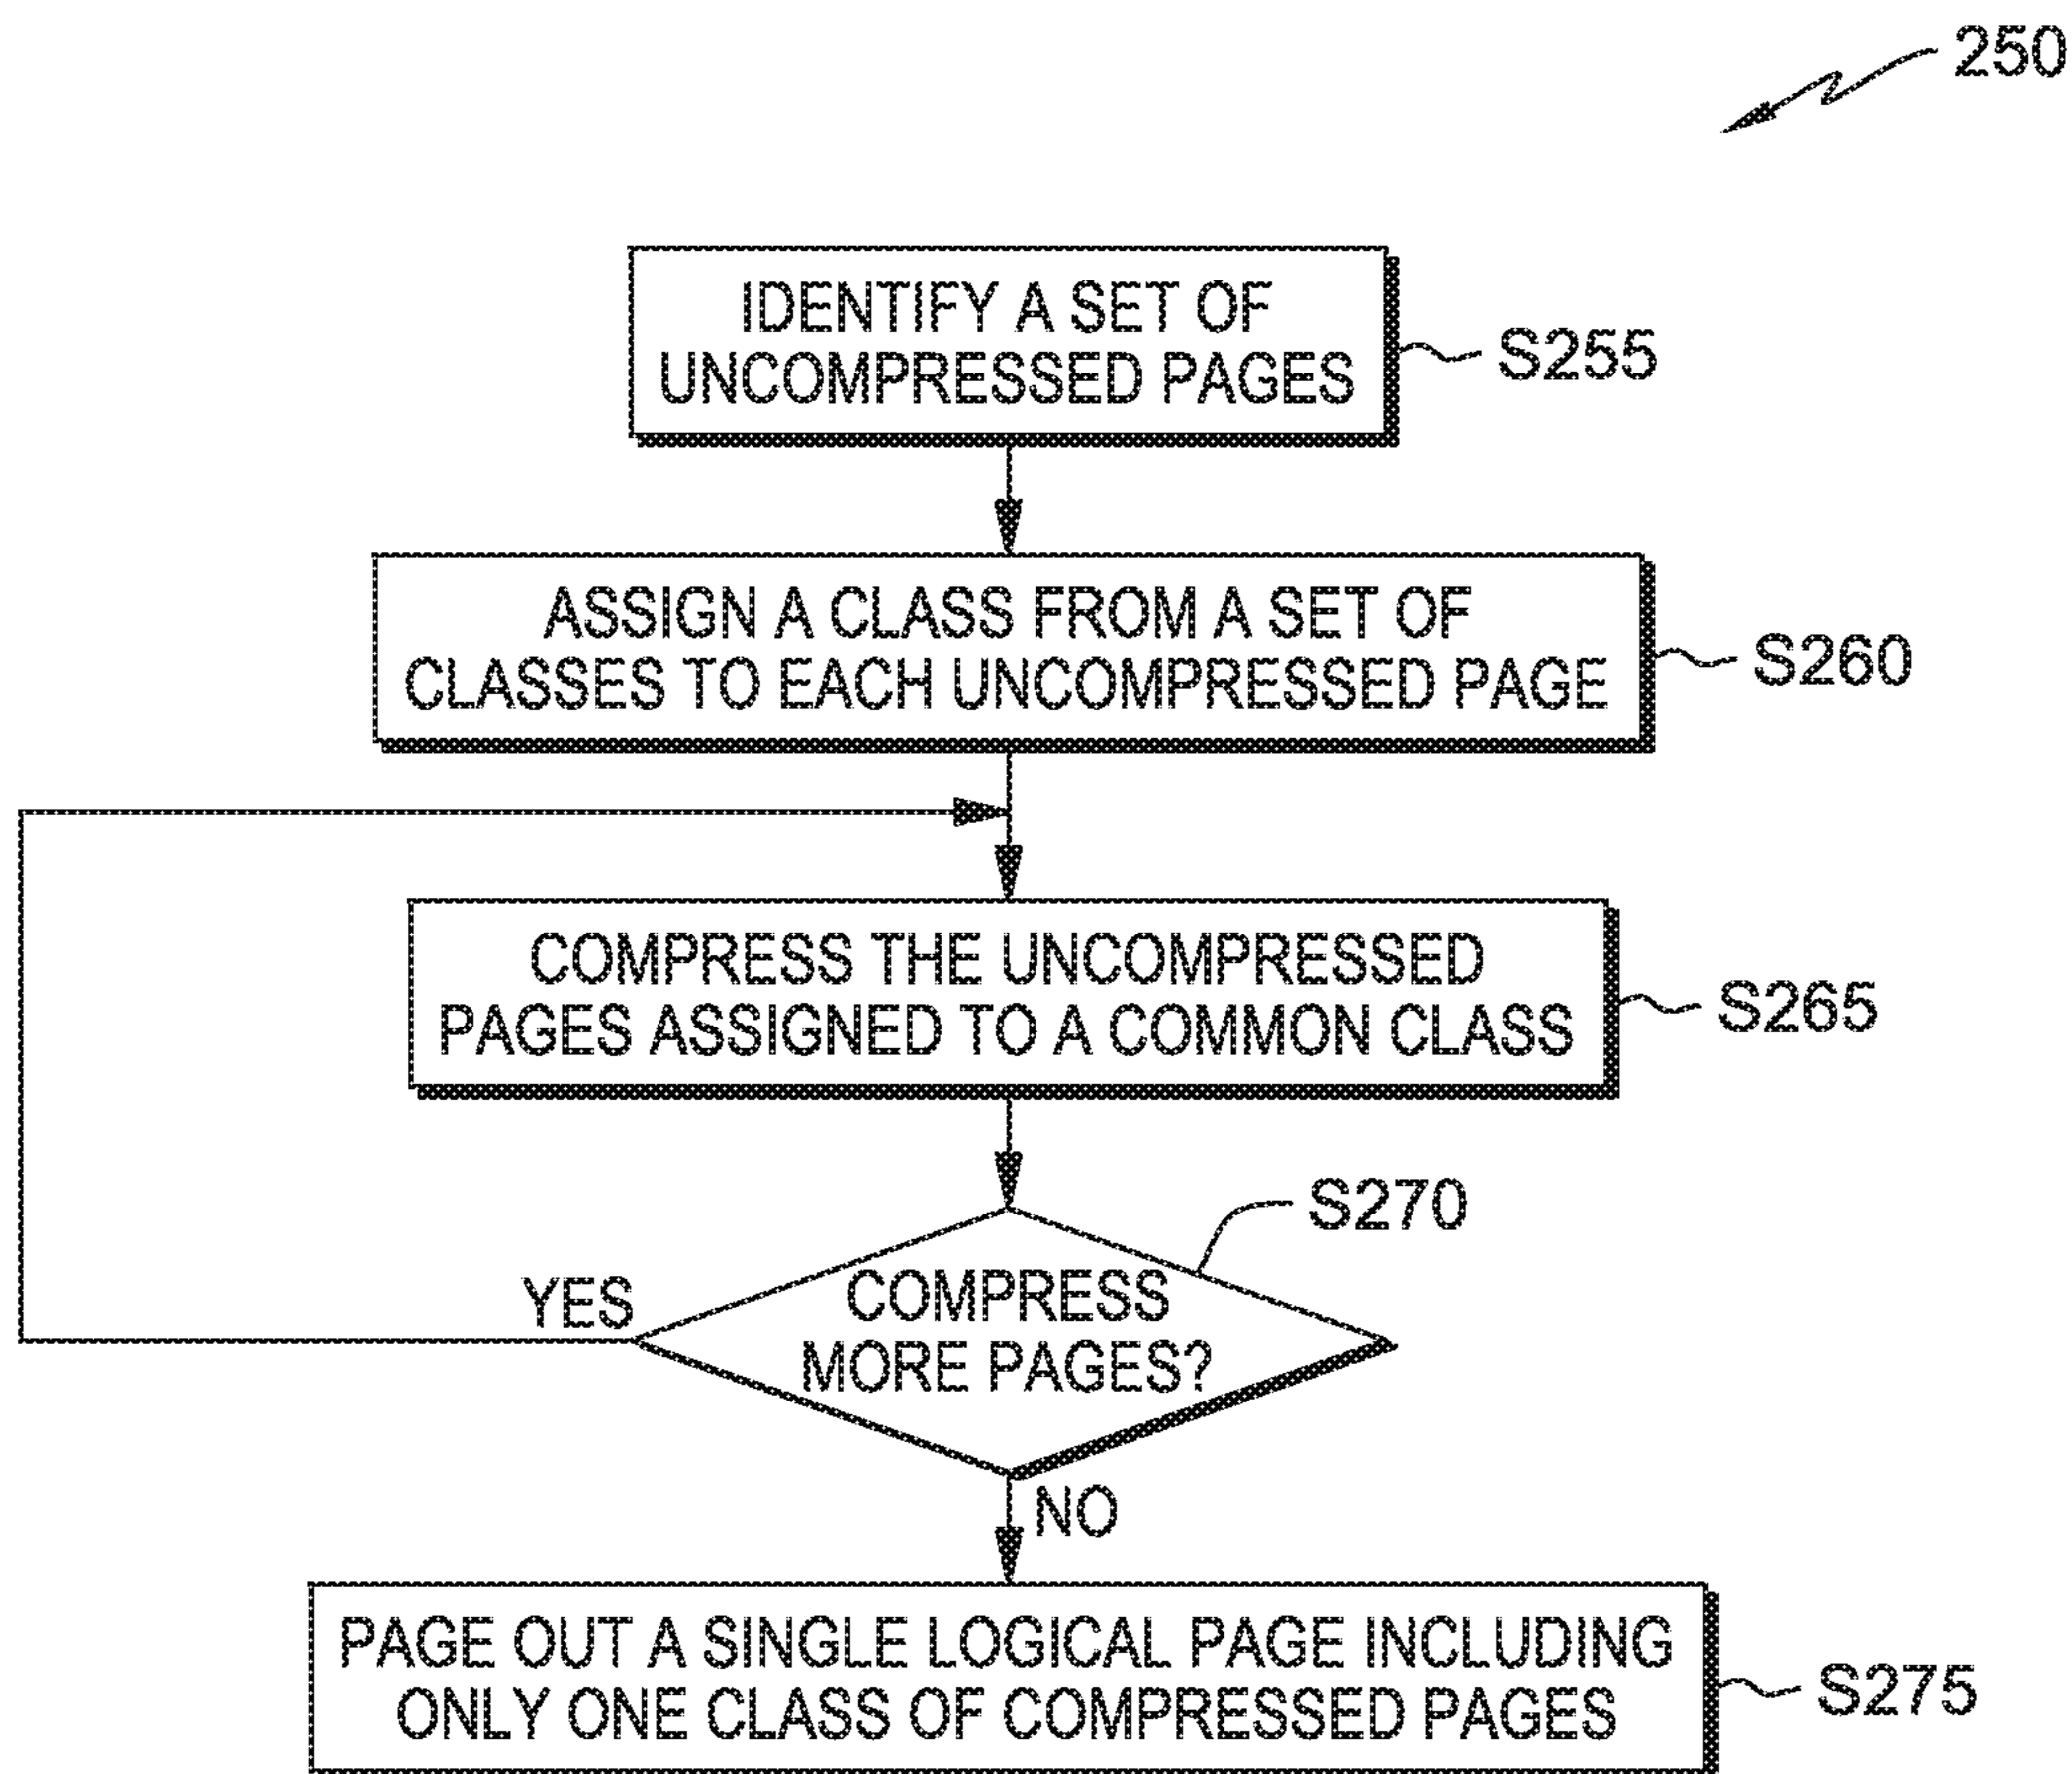 250
IDENTIFY A SET OF
UNCOMPRESSED PAGES
S255
ASSIGN A CLASS FROM A SET OF
CLASSES TO EACH UNCOMPRESSED PAGE
S260
COMPRESS THE UNCOMPRESSED
PAGES ASSIGNED TO A COMMON CLASS
S265
S270
COMPRESS
MORE PAGES?
YES
NO
PAGE OUT A SINGLE LOGICAL PAGE INCLUDING
ONLY ONE CLASS OF COMPRESSED PAGES
S275